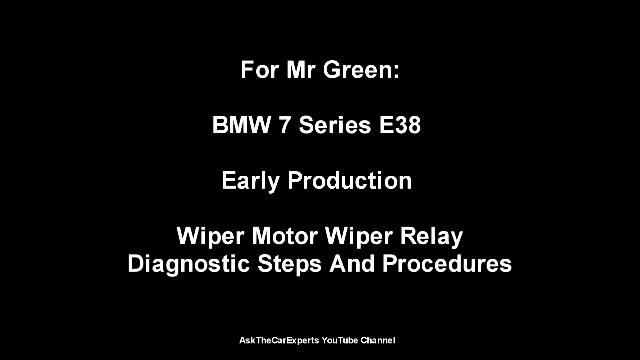 For Mr Green:
BMW 7 Series E38
Early Production
Wiper Motor Wiper Relay
Diagnostic Steps And Procedures
AskTheCarExperts YouTube Channel